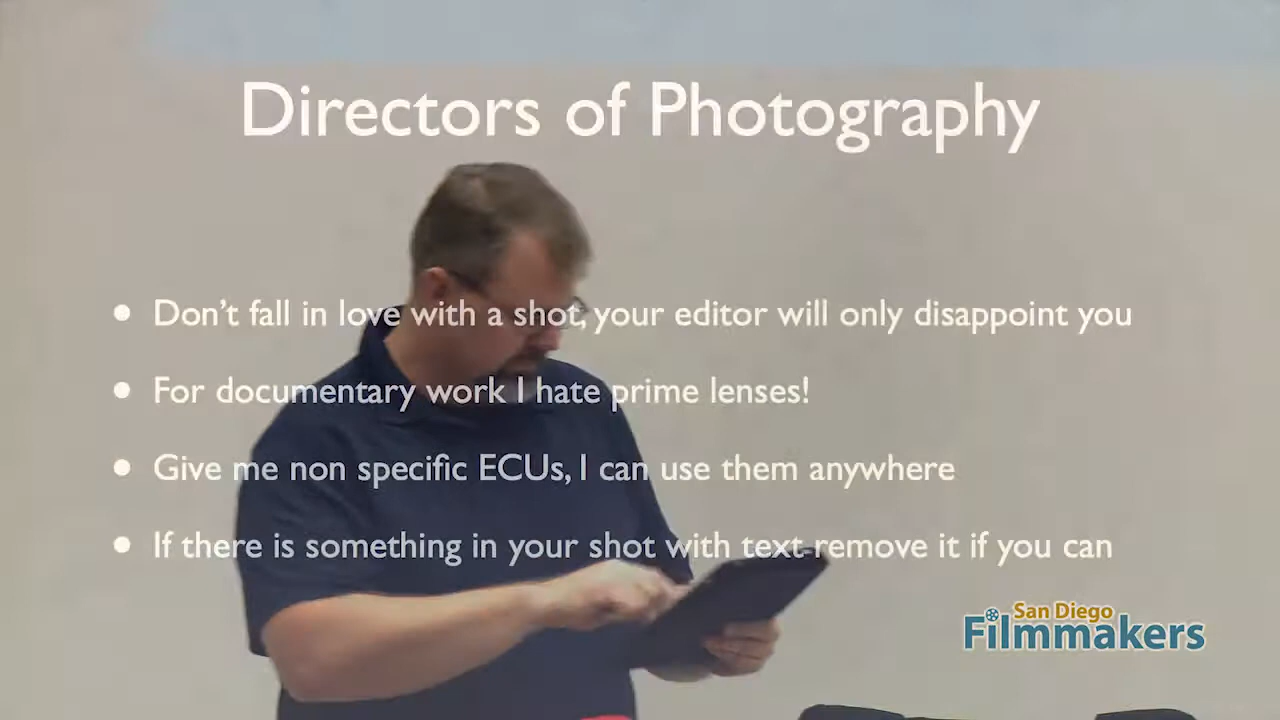 Directors of Photography
• Don't fall in love with a shot, your editor will only disappoint you
• For documentary work I hate prime lenses!
• Give me non specific ECUs, I can use them anywhere
• If there is something in your shot with text remove it if you can
San Diego
Filmmakers